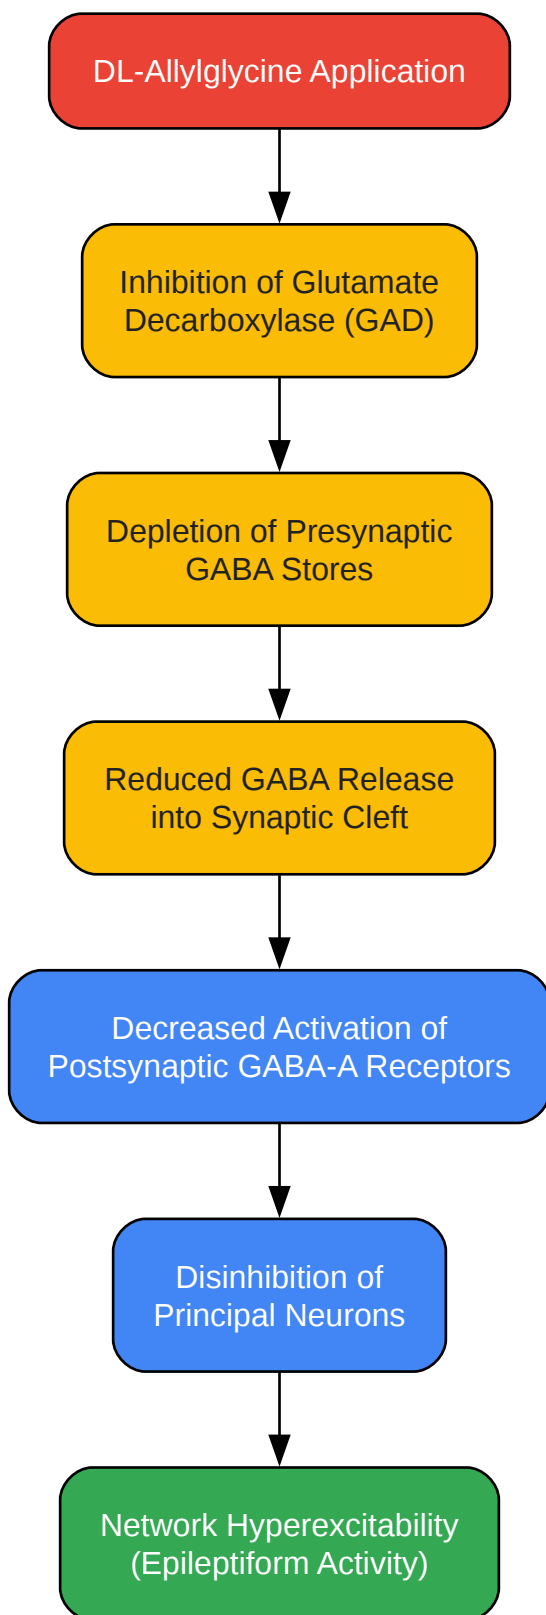 DL-Allylglycine Application
Inhibition of Glutamate
Decarboxylase (GAD)
Depletion of Presynaptic
GABA Stores
Reduced GABA Release
into Synaptic Cleft
Decreased Activation of
Postsynaptic GABA-A Receptors
Disinhibition of
Principal Neurons
Network Hyperexcitability
(Epileptiform Activity)